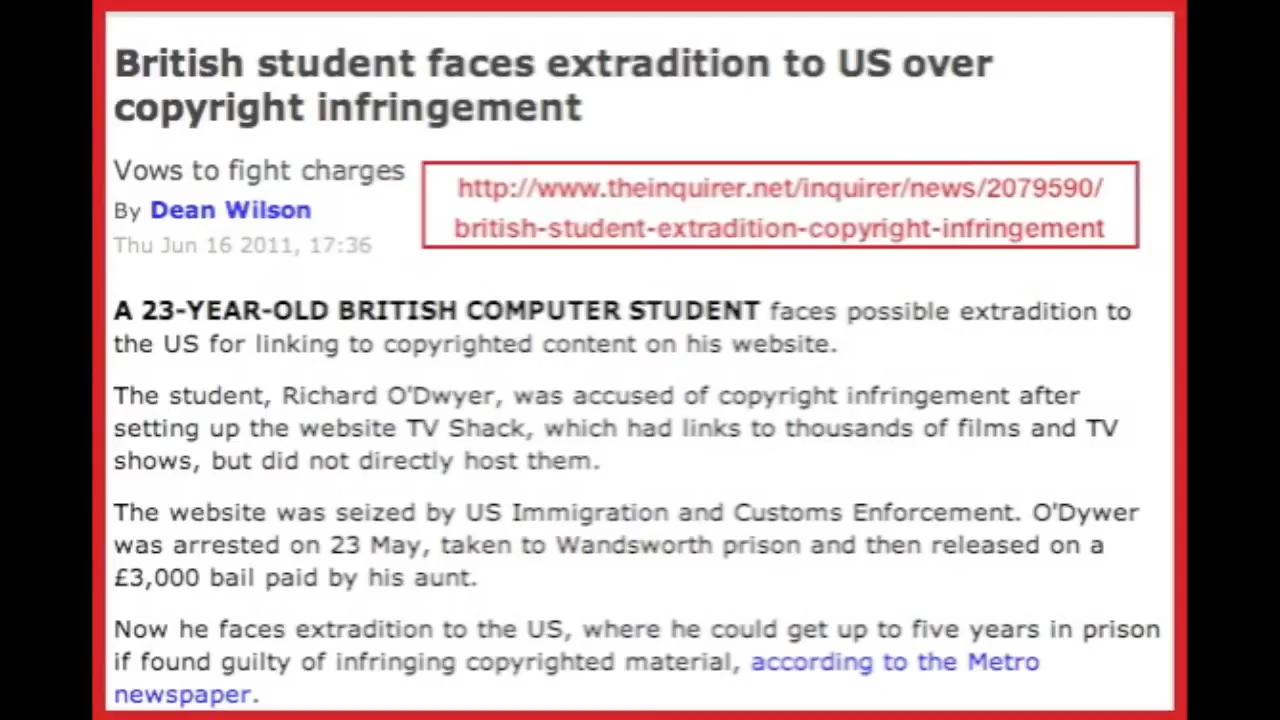 British student faces extradition to US over
copyright infringement
Vows to fight charges
By Dean Wilson
Thu Jun 16 2011, 17:36
http://www.theinquirer.net/inquirer/news/2079590/
british-student-extradition-copyright-infringement
A 23-YEAR-OLD BRITISH COMPUTER STUDENT faces possible extradition to
the US for linking to copyrighted content on his website.
The student, Richard O'Dwyer, was accused of copyright infringement after
setting up the website TV Shack, which had links to thousands of films and TV
shows, but did not directly host them.
The website was seized by US Immigration and Customs Enforcement. O'Dywer
was arrested on 23 May, taken to Wandsworth prison and then released on a
£3,000 bail paid by his aunt.
Now he faces extradition to the US, where he could get up to five years in prison
if found guilty of infringing copyrighted material, according to the Metro
newspaper.